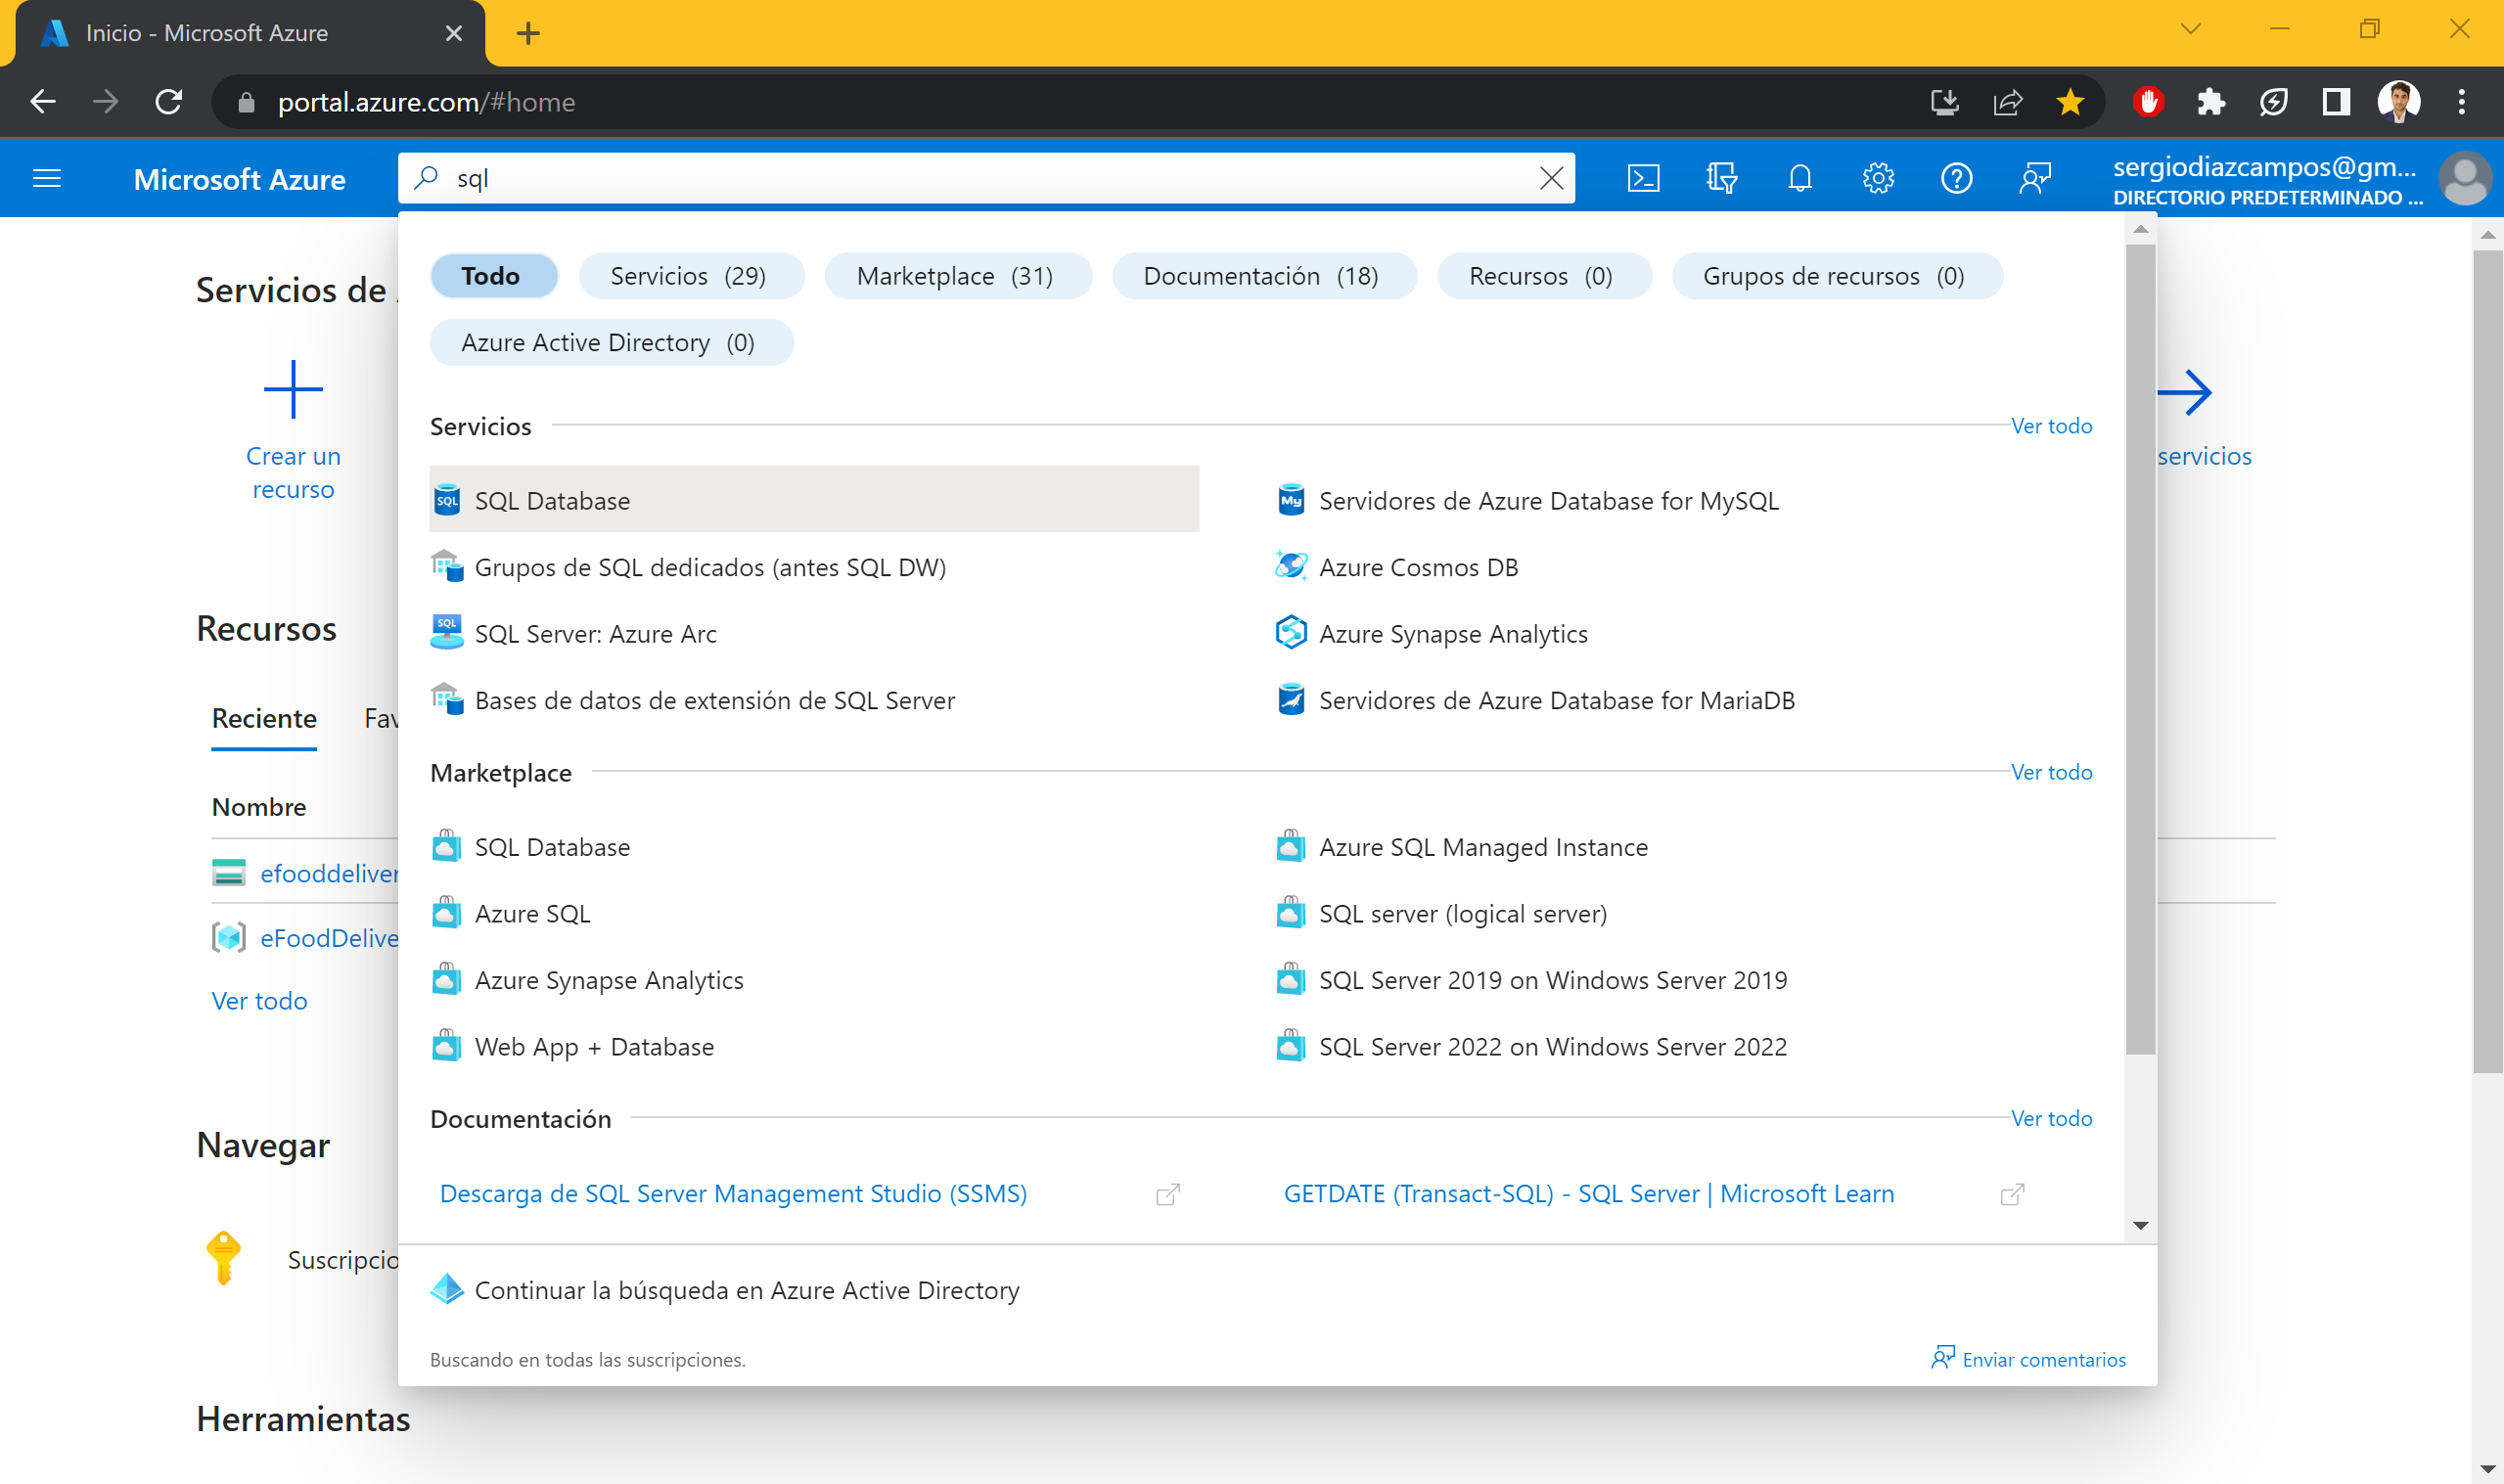 Inicio - Microsoft Azure
portal.azure.com/#home
Microsoft Azure
sql
sergiodiazcampos@gm...
DIRECTORIO PREDETERMINADO ...
Todo
Servicios (29)
Marketplace (31)
Documentación (18)
Recursos (0)
Grupos de recursos (0)
Azure Active Directory (0)
Servicios de
Crear un
recurso
servicios
Servicios
Ver todo
SQL Database
Servidores de Azure Database for MySQL
Grupos de SQL dedicados (antes SQL DW)
Azure Cosmos DB
SQL Server: Azure Arc
Azure Synapse Analytics
Bases de datos de extensión de SQL Server
Servidores de Azure Database for MariaDB
Marketplace
Ver todo
SQL Database
Azure SQL Managed Instance
Azure SQL
SQL server (logical server)
Azure Synapse Analytics
SQL Server 2019 on Windows Server 2019
Web App + Database
SQL Server 2022 on Windows Server 2022
Documentación
Ver todo
Descarga de SQL Server Management Studio (SSMS)
GETDATE (Transact-SQL) - SQL Server | Microsoft Learn
Continuar la búsqueda en Azure Active Directory
Buscando en todas las suscripciones.
Enviar comentarios
Recursos
Reciente
Fav
Nombre
efooddeliver
eFoodDelive
Ver todo
Navegar
Suscripcio
Herramientas